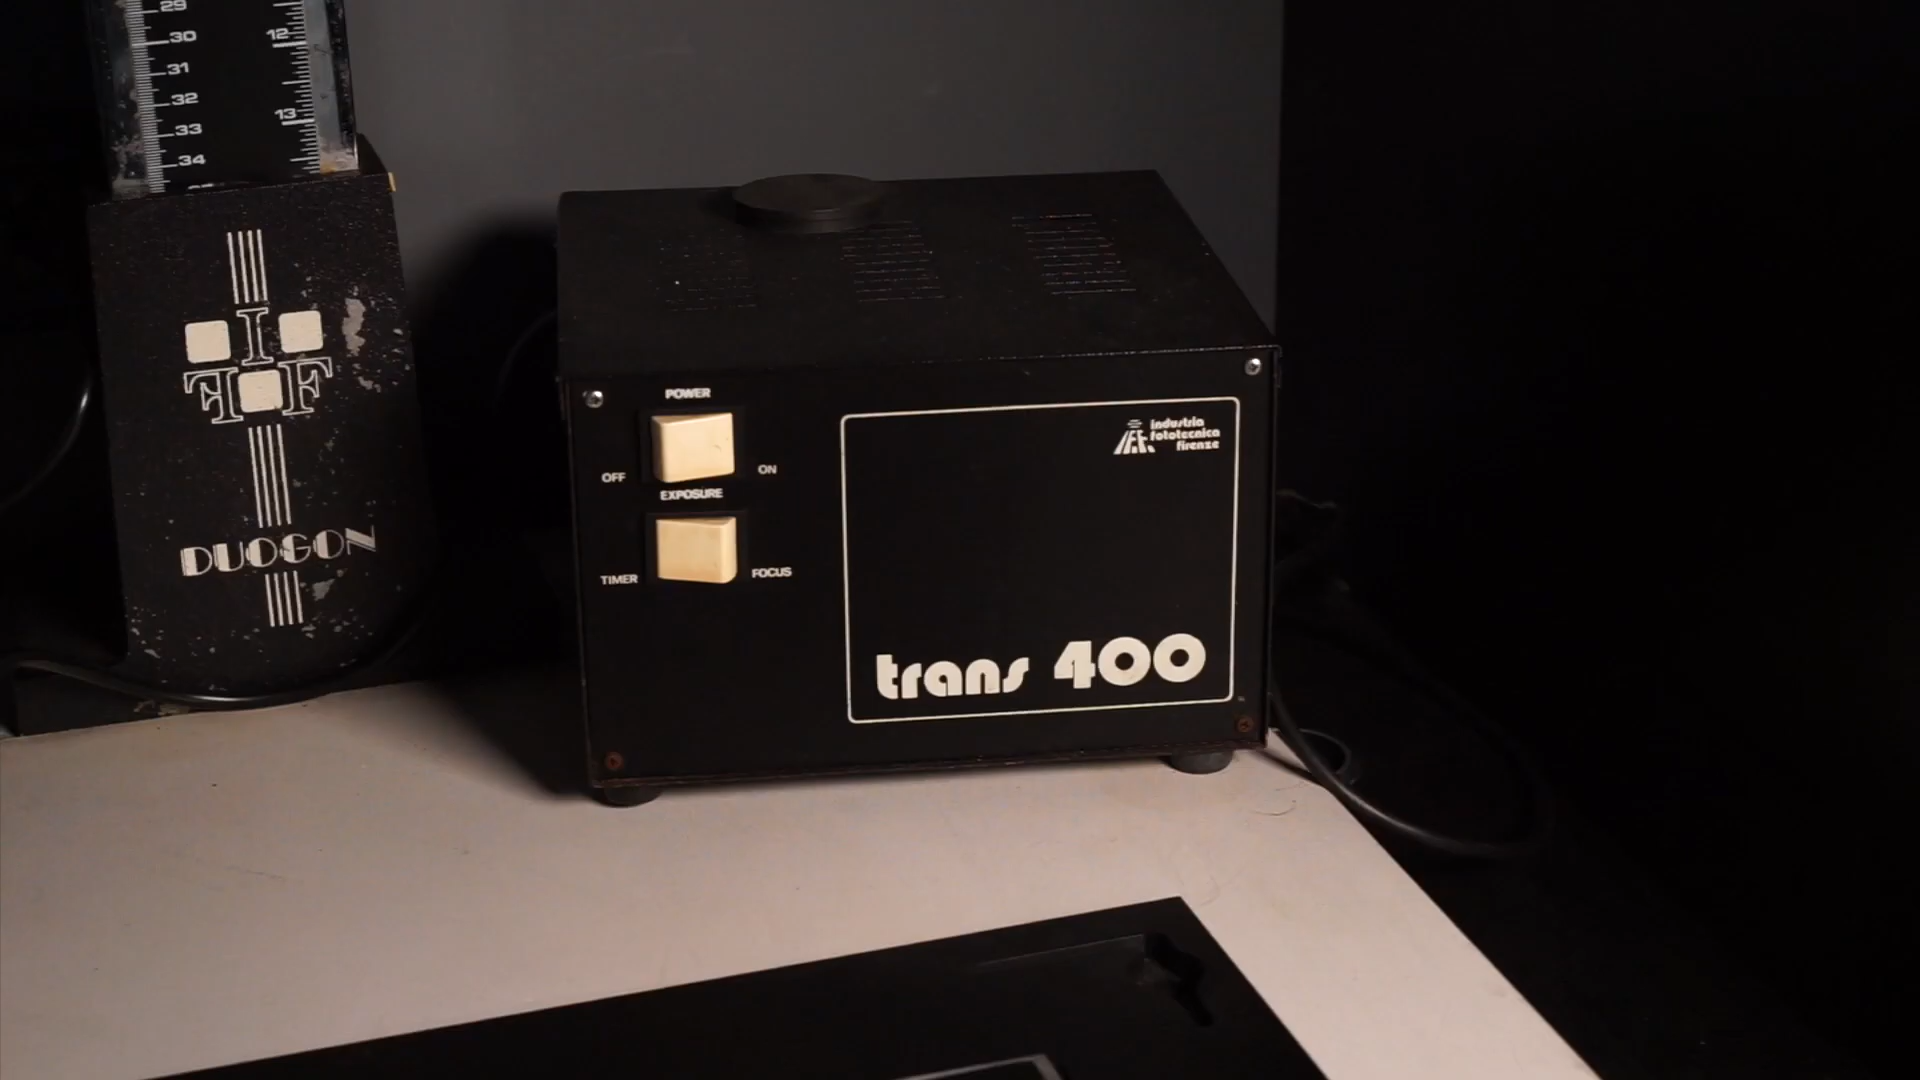 29
30
31
32
33
34
12
13
IFF
DUOGON
POWER
OFF ON
EXPOSURE
TIMER FOCUS
I.F.F. industria
fototecnica
firenze
trans 400